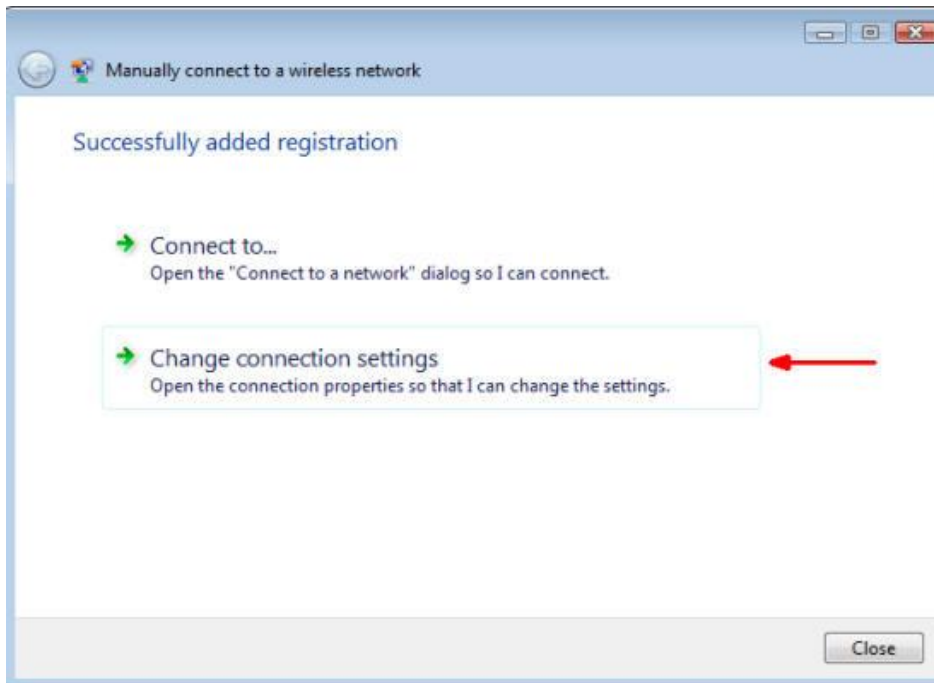 Manually connect to a wireless network
Successfully added registration
Connect to...
Open the "Connect to a network" dialog so I can connect.
Change connection settings
Open the connection properties so that I can change the settings.
Close